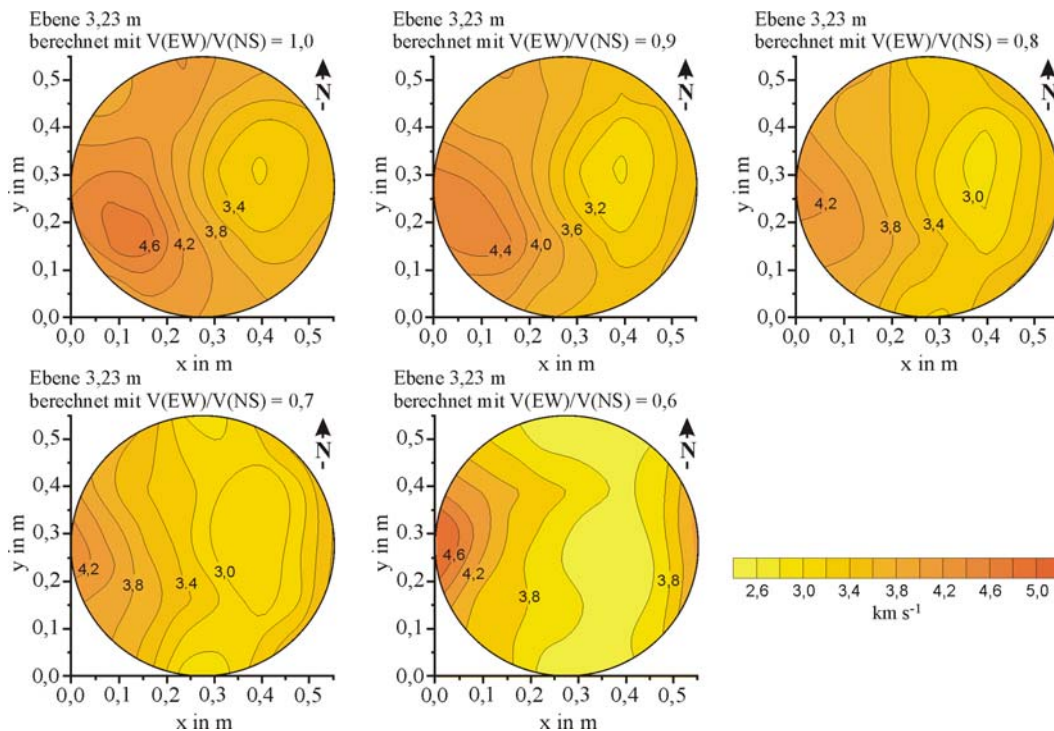 Ebene 3,23 m
berechnet mit V(EW)/V(NS) = 1,0
0,5
0,4
0,3
0,2
0,1
0,0
y in m
N
3,4
3,8
4,2
4,6
0,0 0,1 0,2 0,3 0,4 0,5
x in m
Ebene 3,23 m
berechnet mit V(EW)/V(NS) = 0,9
0,5
0,4
0,3
0,2
0,1
0,0
y in m
N
3,2
3,6
4,0
4,4
0,0 0,1 0,2 0,3 0,4 0,5
x in m
Ebene 3,23 m
berechnet mit V(EW)/V(NS) = 0,8
0,5
0,4
0,3
0,2
0,1
0,0
y in m
N
4,2
3,8
3,4
3,0
0,0 0,1 0,2 0,3 0,4 0,5
x in m
Ebene 3,23 m
berechnet mit V(EW)/V(NS) = 0,7
0,5
0,4
0,3
0,2
0,1
0,0
y in m
N
4,2
3,8
3.4
3,0
0,0 0,1 0,2 0,3 0,4 0,5
x in m
Ebene 3,23 m
berechnet mit V(EW)/V(NS) = 0,6
0,5
0,4
0,3
0,2
0,1
0,0
y in m
N
4,6
4,2
3,8
3,8
0,0 0,1 0,2 0,3 0,4 0,5
x in m
2,6 3,0 3,4 3,8 4,2 4,6 5,0
km s⁻¹